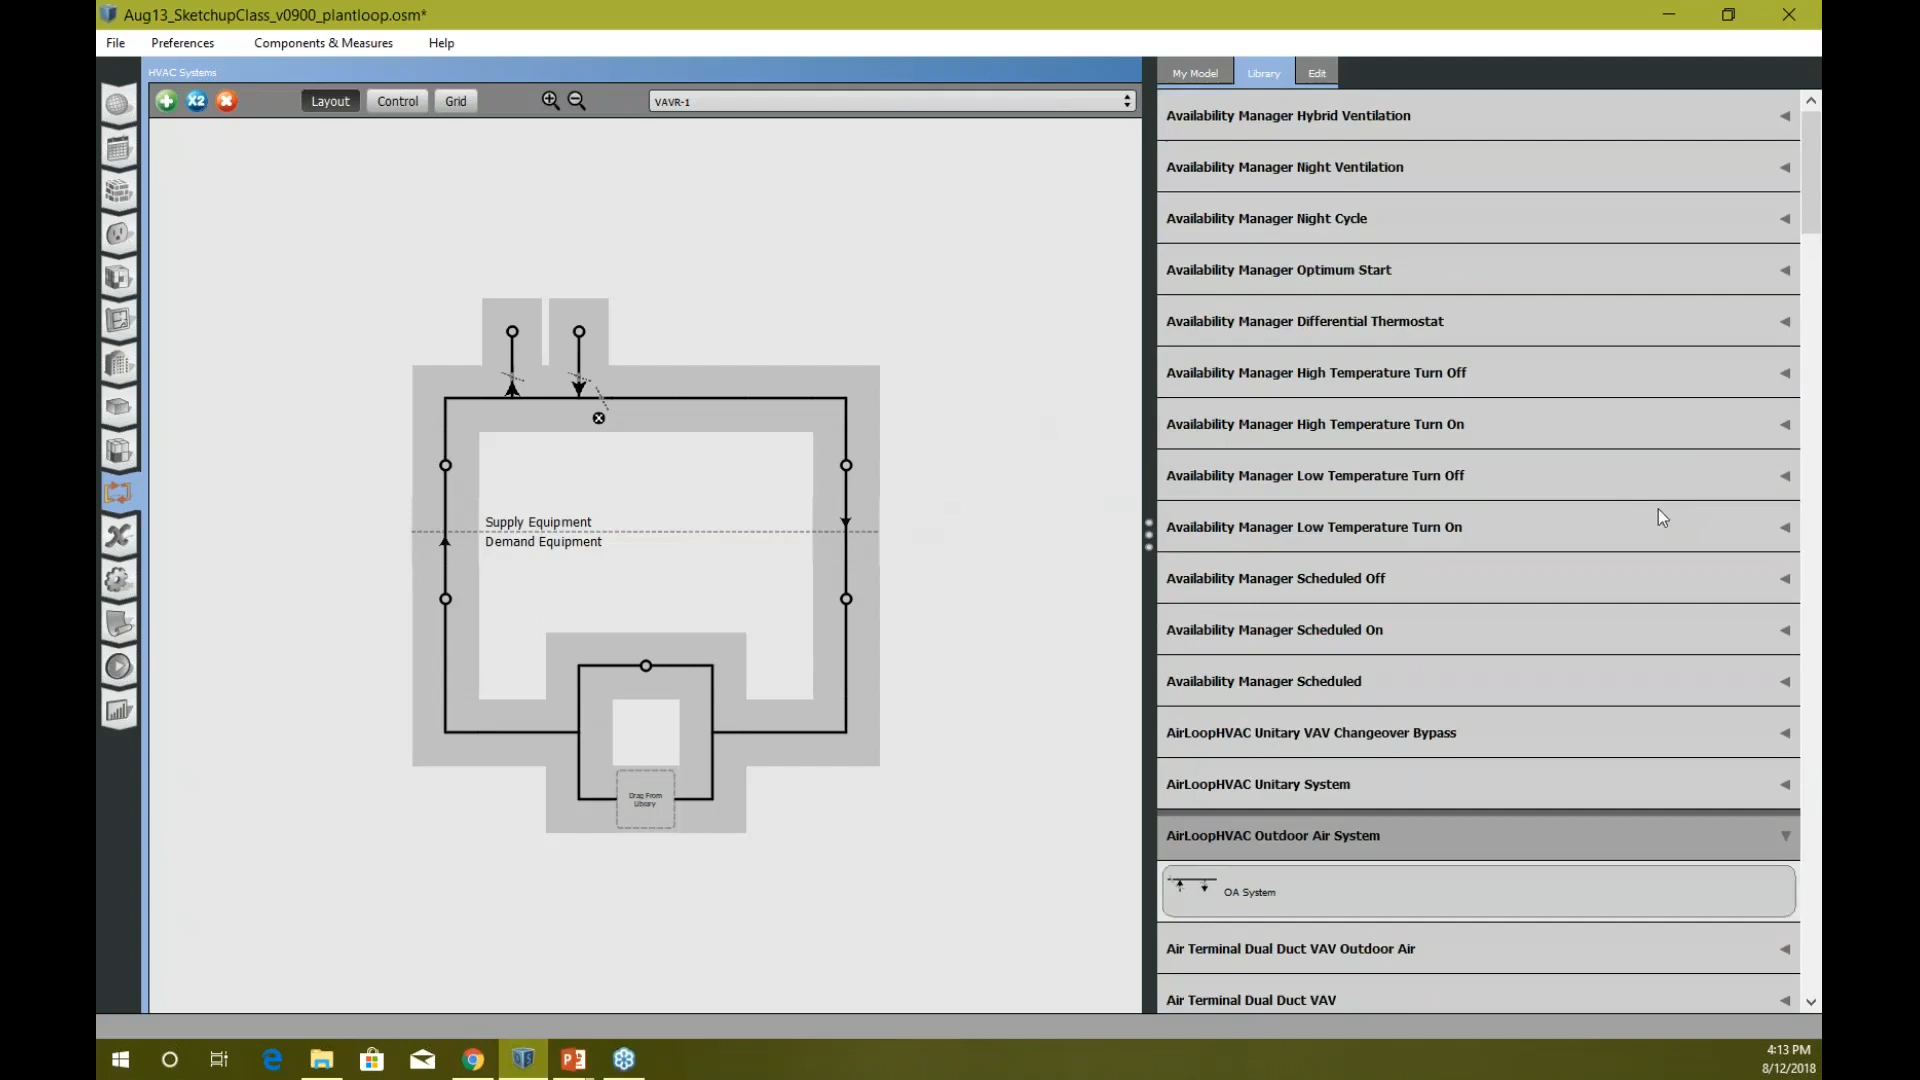 Aug13_SketchupClass_v0900_plantloop.osm*
File Preferences Components & Measures Help
HVAC Systems
X2 Layout Control Grid VAVR-1
Supply Equipment
Demand Equipment
Drag From
Library
My Model Library Edit
Availability Manager Hybrid Ventilation
Availability Manager Night Ventilation
Availability Manager Night Cycle
Availability Manager Optimum Start
Availability Manager Differential Thermostat
Availability Manager High Temperature Turn Off
Availability Manager High Temperature Turn On
Availability Manager Low Temperature Turn Off
Availability Manager Low Temperature Turn On
Availability Manager Scheduled Off
Availability Manager Scheduled On
Availability Manager Scheduled
AirLoopHVAC Unitary VAV Changeover Bypass
AirLoopHVAC Unitary System
AirLoopHVAC Outdoor Air System
OA System
Air Terminal Dual Duct VAV Outdoor Air
Air Terminal Dual Duct VAV
4:13 PM
8/12/2018